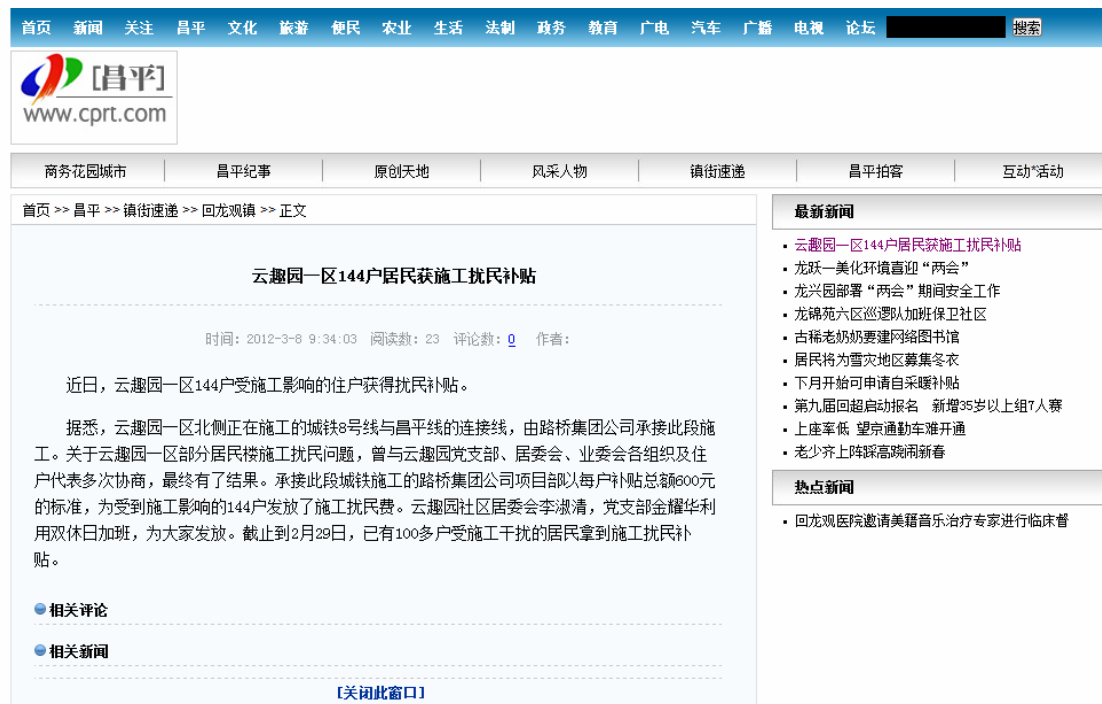 首页 新闻 关注 昌平 文化 旅游 便民 农业 生活 法制 政务 教育 广电 汽车 广播 电视 论坛 搜索
[昌平]
www.cprt.com
商务花园城市 昌平纪事 原创天地 风采人物 镇街速递 昌平拍客 互动*活动
首页 >> 昌平 >> 镇街速递 >> 回龙观镇 >> 正文
云趣园一区144户居民获施工扰民补贴
时间：2012-3-8 9:34:03 阅读数：23 评论数：0 作者：
近日，云趣园一区144户受施工影响的住户获得扰民补贴。
据悉，云趣园一区北侧正在施工的城铁8号线与昌平线的连接线，由路桥集团公司承接此段施
工。关于云趣园一区部分居民楼施工扰民问题，曾与云趣园党支部、居委会、业委会各组织及住
户代表多次协商，最终有了结果。承接此段城铁施工的路桥集团公司项目部以每户补贴总额600元
的标准，为受到施工影响的144户发放了施工扰民费。云趣园社区居委会李淑清，党支部金耀华利
用双休日加班，为大家发放。截止到2月29日，已有100多户受施工干扰的居民拿到施工扰民补
贴。
相关评论
相关新闻
[关闭此窗口]
最新新闻
云趣园一区144户居民获施工扰民补贴
龙跃一美化环境喜迎“两会”
龙兴园部署“两会”期间安全工作
龙锦苑六区巡逻队加班保卫社区
古稀老奶奶要建网络图书馆
居民将为雪灾地区募集冬衣
下月开始可申请自采暖补贴
第九届回超启动报名 新增35岁以上组7人赛
上座率低 望京通勤车难开通
老少齐上阵踩高跷闹新春
热点新闻
回龙观医院邀请美籍音乐治疗专家进行临床督